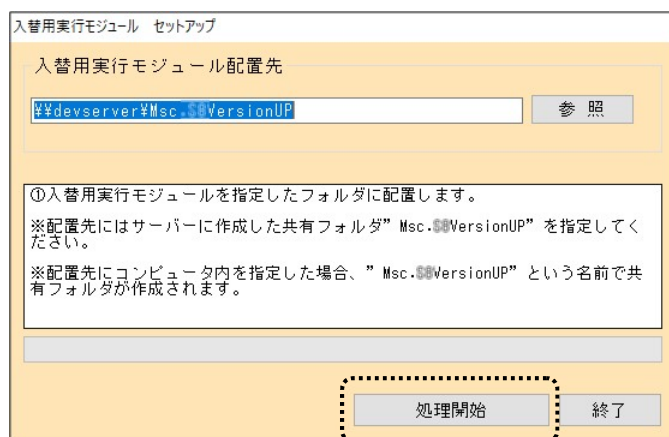 入替用実行モジュール セットアップ
入替用実行モジュール配置先
¥¥devserver¥Msc.VersionUP
参 照
①入替用実行モジュールを指定したフォルダに配置します。
※配置先にはサーバーに作成した共有フォルダ” Msc.VersionUP” を指定してく
ださい。
※配置先にコンピュータ内を指定した場合、” Msc.VersionUP” という名前で共
有フォルダが作成されます。
処理開始
終了